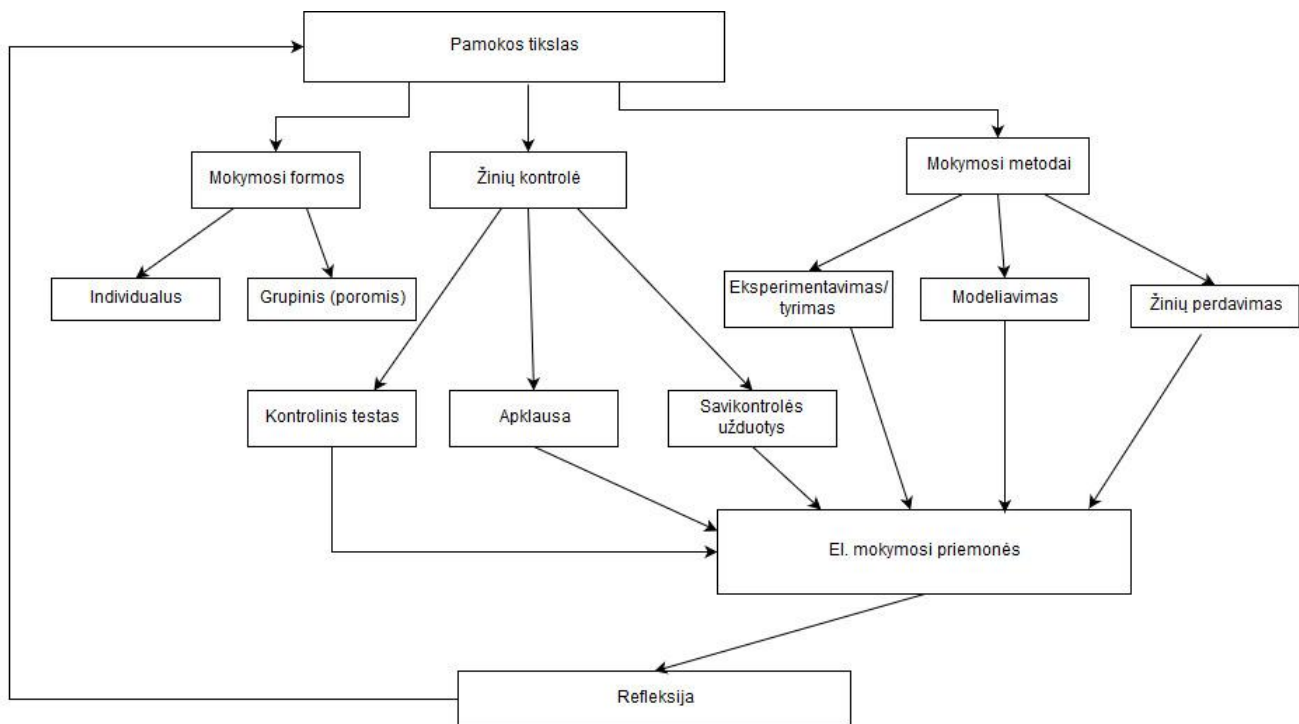 Pamokos tikslas
Mokymosi formos
Žinių kontrolė
Mokymosi metodai
Individualus
Grupinis (poromis)
Eksperimentavimas/
tyrimas
Modeliavimas
Žinių perdavimas
Kontrolinis testas
Apklausa
Savikontrolės
užduotys
El. mokymosi priemonės
Refleksija